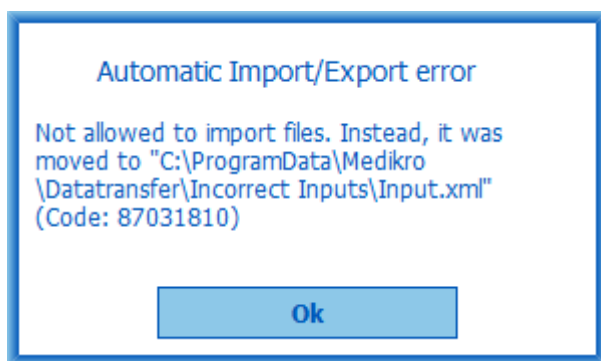 Automatic Import/Export error
Not allowed to import files. Instead, it was
moved to "C:\ProgramData\Medikro
\Datatransfer\Incorrect Inputs\Input.xml"
(Code: 87031810)
Ok